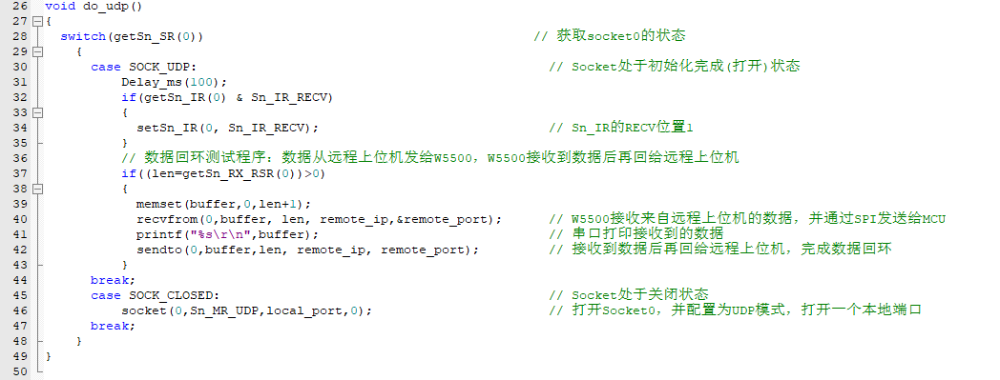 26 void do_udp()
27 {
28 switch(getSn_SR(0)) // 获取socket0的状态
29 {
30 case SOCK_UDP: // Socket处于初始化完成(打开)状态
31 Delay_ms(100);
32 if(getSn_IR(0) & Sn_IR_RECV)
33 {
34 setSn_IR(0, Sn_IR_RECV); // Sn_IR的RECV位置1
35 }
36 // 数据回环测试程序：数据从远程上位机发给W5500，W5500接收到数据后再回给远程上位机
37 if((len=getSn_RX_RSR(0))>0)
38 {
39 memset(buffer,0,len+1);
40 recvfrom(0,buffer, len, remote_ip,&remote_port); // W5500接收来自远程上位机的数据，并通过SPI发送给MCU
41 printf("%s\r\n",buffer); // 串口打印接收到的数据
42 sendto(0,buffer,len, remote_ip, remote_port); // 接收到数据后再回给远程上位机，完成数据回环
43 }
44 break;
45 case SOCK_CLOSED: // Socket处于关闭状态
46 socket(0,Sn_MR_UDP,local_port,0); // 打开Socket0，并配置为UDP模式，打开一个本地端口
47 break;
48 }
49 }
50